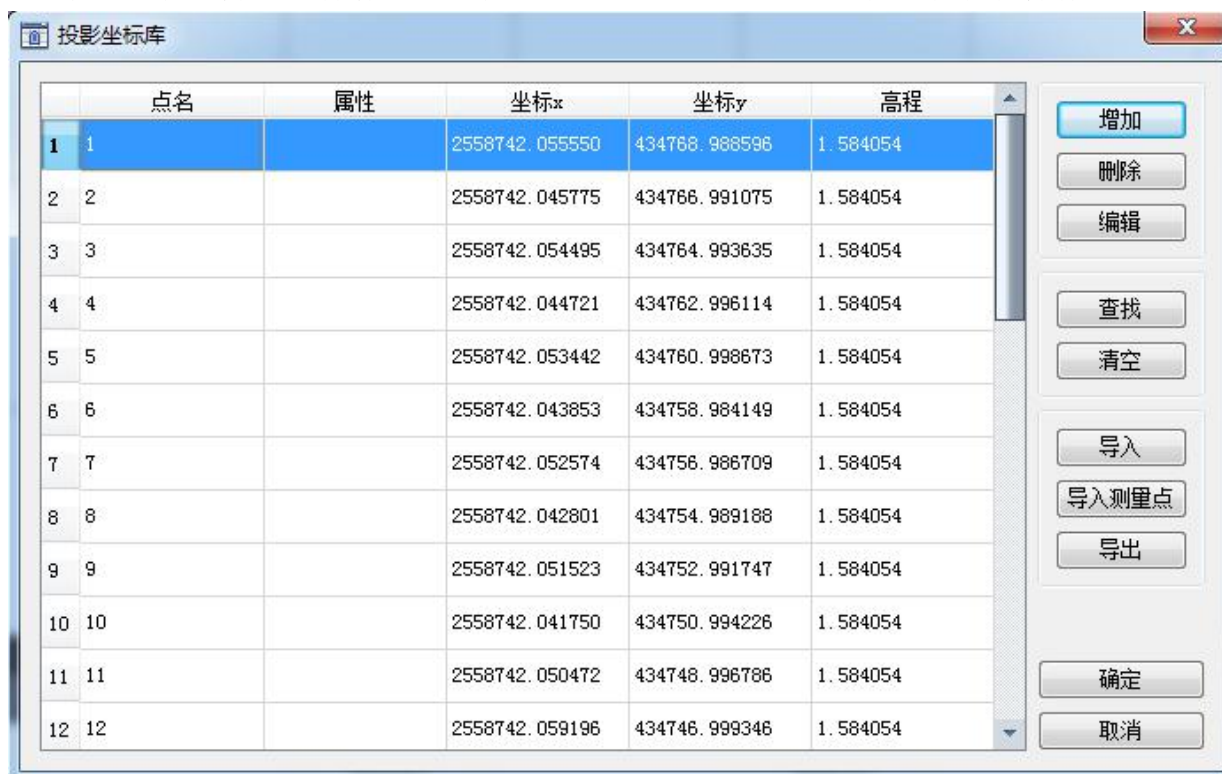 投影坐标库
点名 属性 坐标x 坐标y 高程
1 1 2558742.055550 434768.988596 1.584054
2 2 2558742.045775 434766.991075 1.584054
3 3 2558742.054495 434764.993635 1.584054
4 4 2558742.044721 434762.996114 1.584054
5 5 2558742.053442 434760.998673 1.584054
6 6 2558742.043853 434758.984149 1.584054
7 7 2558742.052574 434756.986709 1.584054
8 8 2558742.042801 434754.989188 1.584054
9 9 2558742.051523 434752.991747 1.584054
10 10 2558742.041750 434750.994226 1.584054
11 11 2558742.050472 434748.996786 1.584054
12 12 2558742.059196 434746.999346 1.584054
增加
删除
编辑
查找
清空
导入
导入测量点
导出
确定
取消